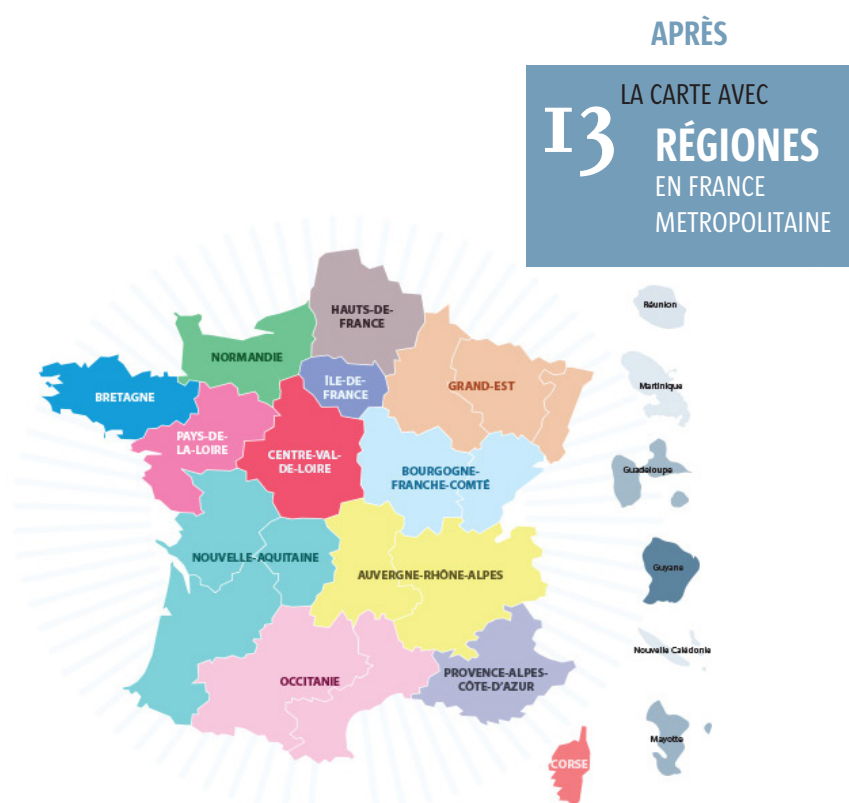 APRÈS
LA CARTE AVEC
13 RÉGIONES
EN FRANCE
METROPOLITAINE
HAUTS-DE-
FRANCE
NORMANDIE
ÎLE-DE-
FRANCE
GRAND-EST
BRETAGNE
PAYS-DE-
LA-LOIRE
CENTRE-VAL-
DE-LOIRE
BOURGOGNE-
FRANCHE-COMTÉ
NOUVELLE-AQUITAINE
AUVERGNE-RHÔNE-ALPES
OCCITANIE
PROVENCE-ALPES-
CÔTE-D'AZUR
CORSE
Réunion
Martinique
Guadeloupe
Guyane
Nouvelle Calédonie
Mayotte